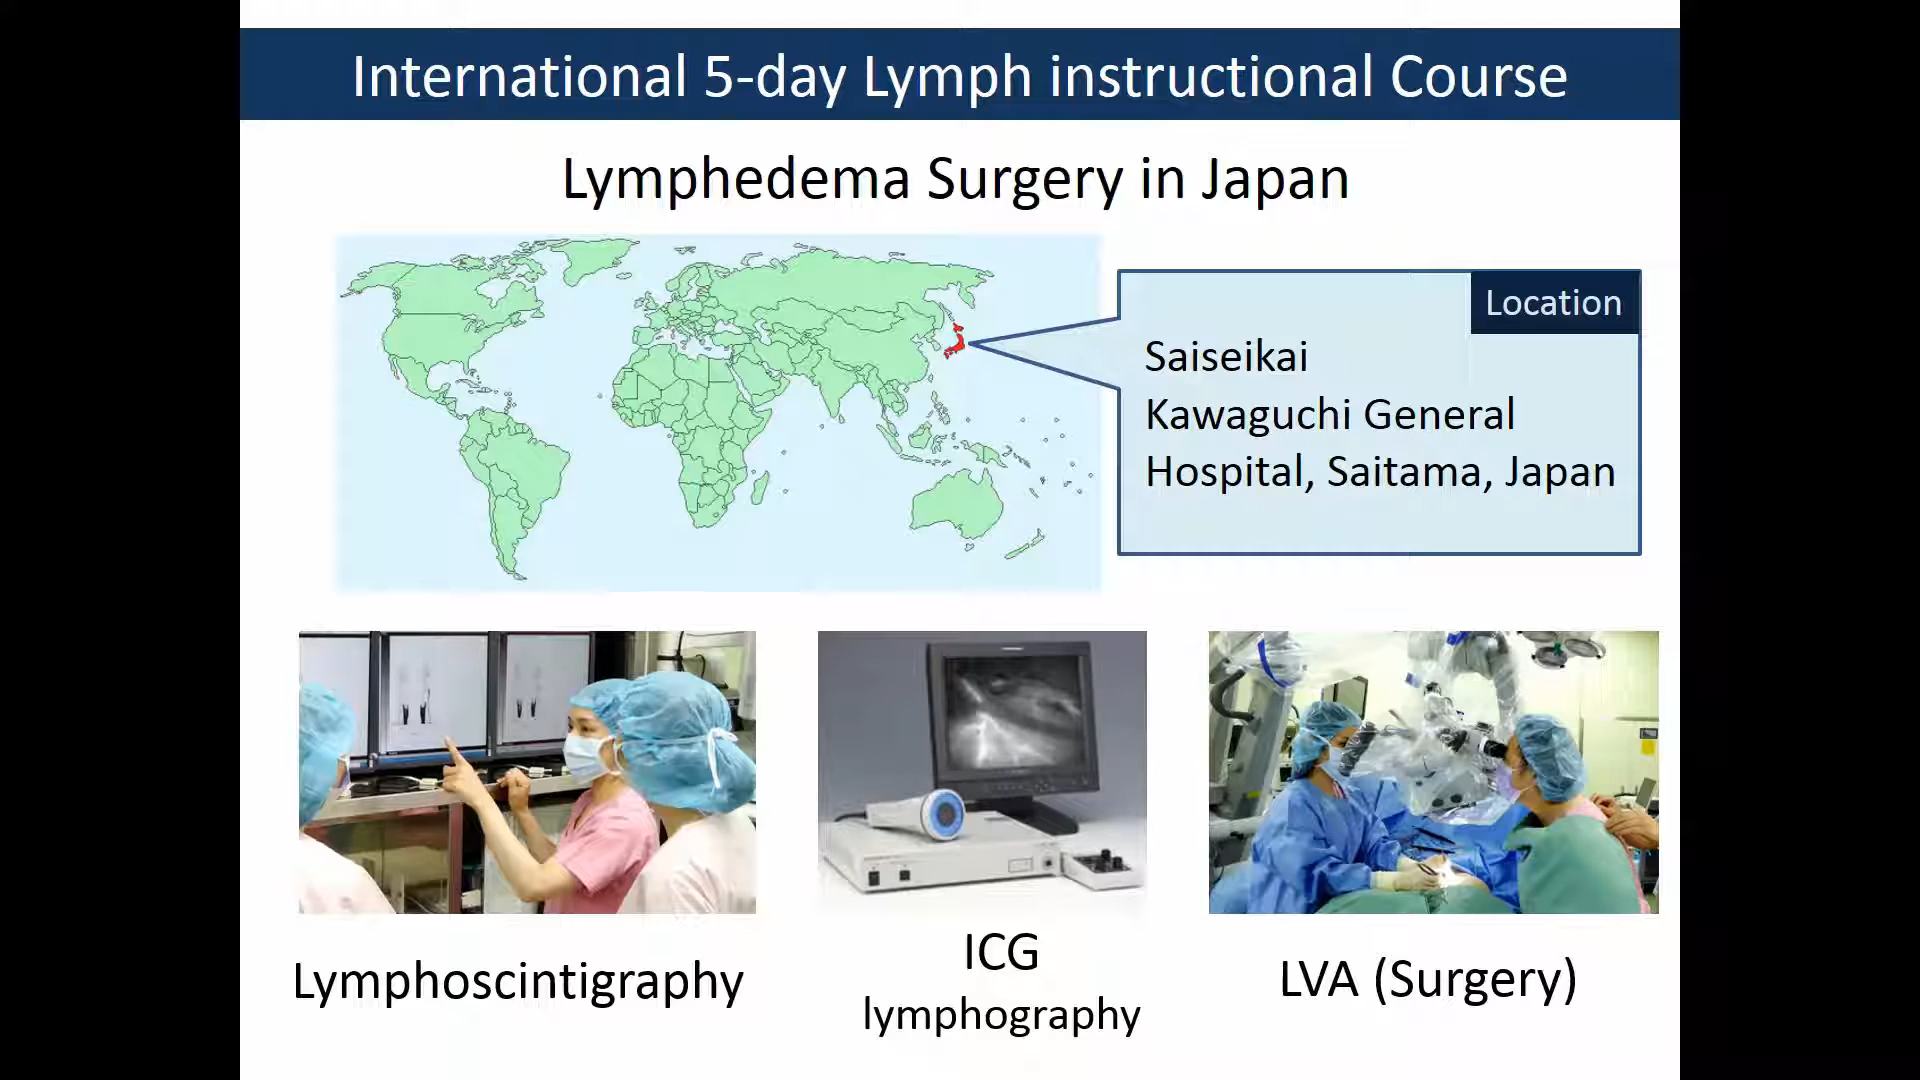 International 5-day Lymph instructional Course
Lymphedema Surgery in Japan
Location
Saiseikai
Kawaguchi General
Hospital, Saitama, Japan
Lymphoscintigraphy
ICG
lymphography
LVA (Surgery)